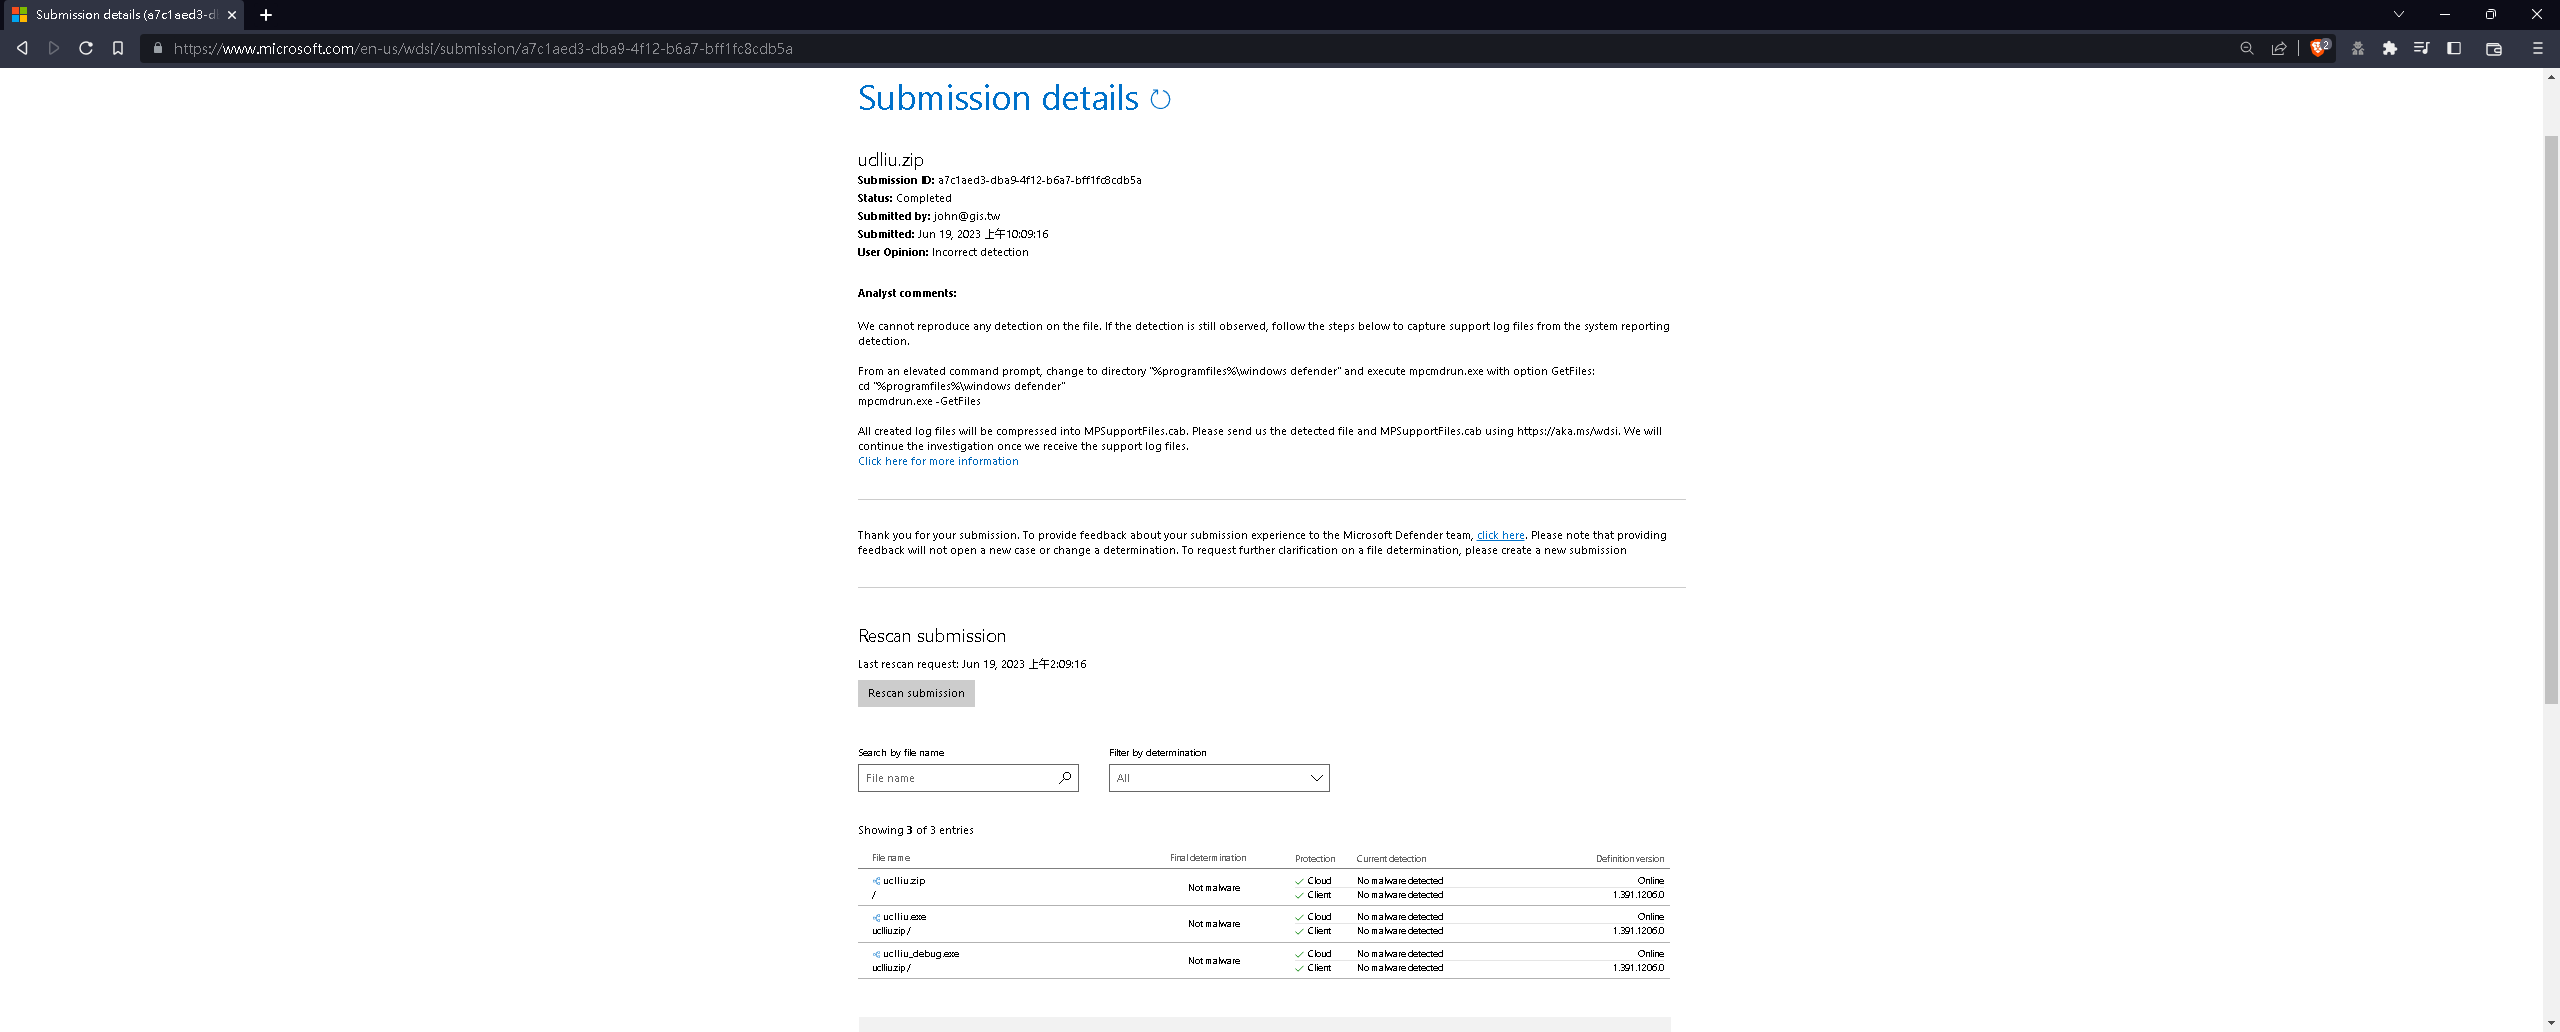 Submission details (a7c1aed3-d
https://www.microsoft.com/en-us/wdsi/submission/a7c1aed3-dba9-4f12-b6a7-bff1fc8cdb5a
2
Submission details
uclliu.zip
Submission ID: a7c1aed3-dba9-4f12-b6a7-bff1fc8cdb5a
Status: Completed
Submitted by: john@gis.tw
Submitted: Jun 19, 2023 上午10:09:16
User Opinion: Incorrect detection
Analyst comments:
We cannot reproduce any detection on the file. If the detection is still observed, follow the steps below to capture support log files from the system reporting
detection.
From an elevated command prompt, change to directory "%programfiles%\windows defender" and execute mpcmdrun.exe with option GetFiles:
cd "%programfiles%\windows defender"
mpcmdrun.exe -GetFiles
All created log files will be compressed into MPSupportFiles.cab. Please send us the detected file and MPSupportFiles.cab using https://aka.ms/wdsi. We will
continue the investigation once we receive the support log files.
Click here for more information
Thank you for your submission. To provide feedback about your submission experience to the Microsoft Defender team, click here. Please note that providing
feedback will not open a new case or change a determination. To request further clarification on a file determination, please create a new submission
Rescan submission
Last rescan request: Jun 19, 2023 上午2:09:16
Rescan submission
Search by file name Filter by determination
File name All
Showing 3 of 3 entries
File name Final determination Protection Current detection Definition version
uclliu.zip Cloud No malware detected Online
Not malware
/ Client No malware detected 1.391.1206.0
uclliu.exe Cloud No malware detected Online
Not malware
uclliu.zip / Client No malware detected 1.391.1206.0
uclliu_debug.exe Cloud No malware detected Online
Not malware
uclliu.zip / Client No malware detected 1.391.1206.0